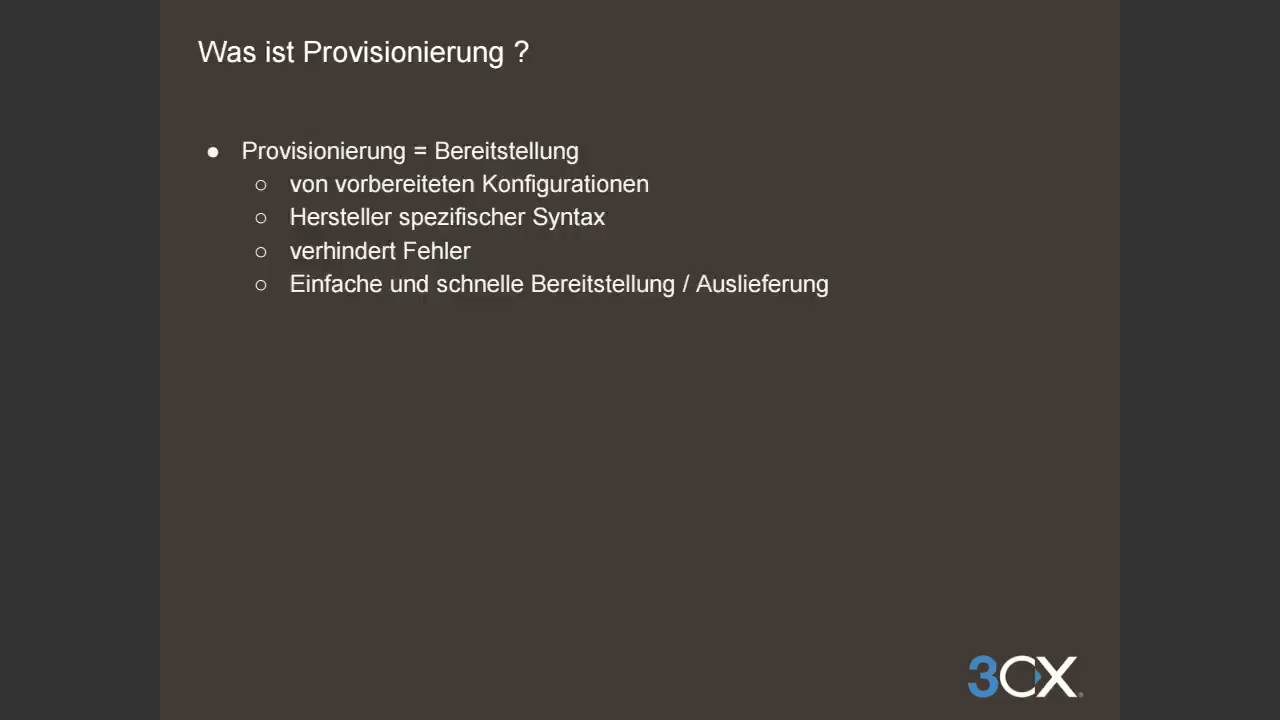 Was ist Provisionierung ?
● Provisionierung = Bereitstellung
○ von vorbereiteten Konfigurationen
○ Hersteller spezifischer Syntax
○ verhindert Fehler
○ Einfache und schnelle Bereitstellung / Auslieferung
3CX®